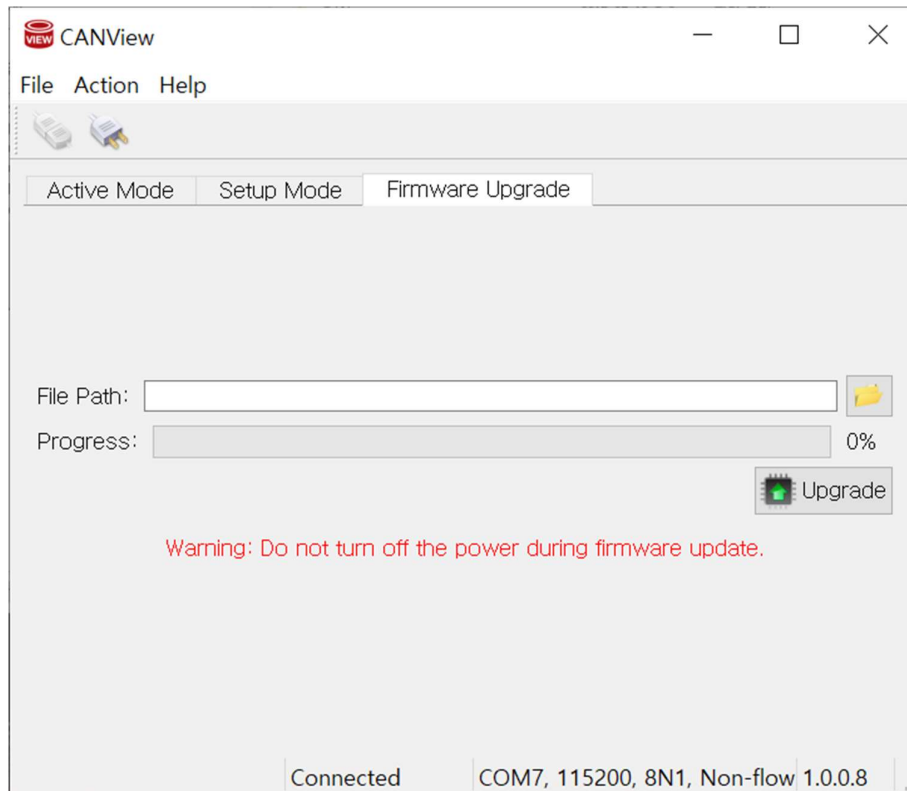 VIEW CANView
File Action Help
Active Mode Setup Mode Firmware Upgrade
File Path:
Progress: 0%
Upgrade
Warning: Do not turn off the power during firmware update.
Connected COM7, 115200, 8N1, Non-flow 1.0.0.8